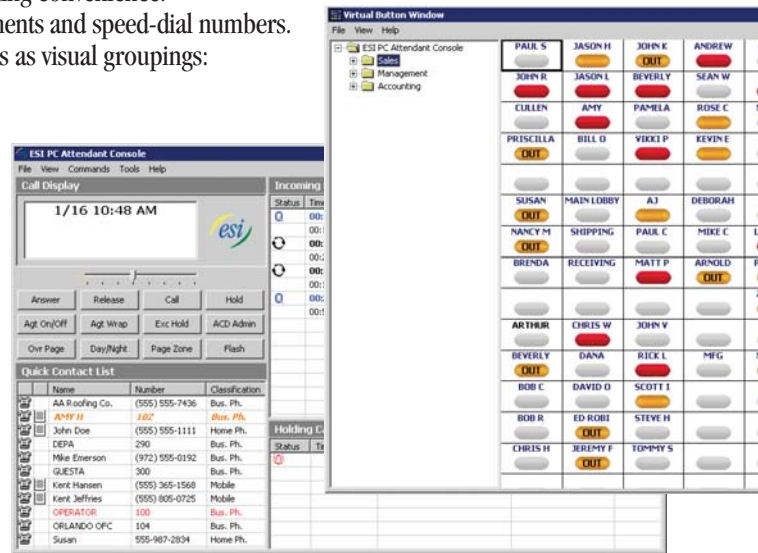 ments and speed-dial numbers.
s as visual groupings:
Virtual Button Window
File View Help
ESI PC Attendant Console
Sales
Management
Accounting
PAUL S JASON H JOHN K ANDREW
OUT
JOHN R JASON L BEVERLY SEAN W
CULLEN AMY PAMELA ROSE C
PRISCILLA BILL O VIKKI P KEVIN E
OUT
SUSAN MAIN LOBBY AJ DEBORAH
OUT
NANCY M SHIPPING PAUL C MIKE C
OUT
BRENDA RECEIVING MATT P ARNOLD
OUT
ARTHUR CHRIS W JOHN V
BEVERLY DANA RICK L MFG
OUT
BOB C DAVID O SCOTT I
BOB R ED ROBI STEVE H
OUT
CHRIS H JEREMY F TOMMY S
OUT
ESI PC Attendant Console
File View Commands Tools Help
Call Display
1/16 10:48 AM
esi
Answer Release Call Hold
Agt On/Off Agt Wrap Exc Hold ACD Admin
Ovr Page Day/Night Page Zone Flash
Quick Contact List
Name Number Classification
AA Roofing Co. (555) 555-7436 Bus. Ph.
AMY H 102 Bus. Ph.
John Doe (555) 555-1111 Home Ph.
DEPA 290 Bus. Ph.
Mike Emerson (972) 555-0192 Bus. Ph.
GUESTA 300 Bus. Ph.
Kent Hansen (555) 365-1568 Mobile
Kent Jeffries (555) 805-0725 Mobile
OPERATOR 100 Bus. Ph.
ORLANDO OFC 104 Bus. Ph.
Susan 555-987-2834 Home Ph.
Incoming
Status
Q 00:
00:
00:
00:
00:
00:
Q 00:
00:
Holding
Status